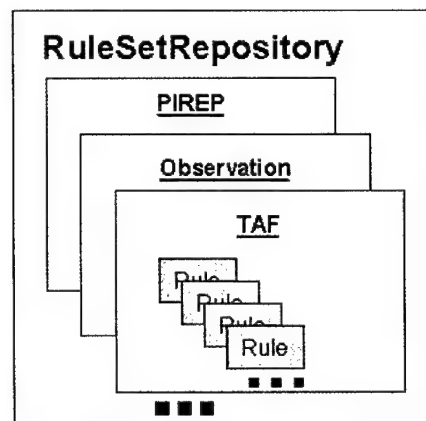 RuleSetRepository
PIREP
Observation
TAF
Rule
Rule
Rule
Rule